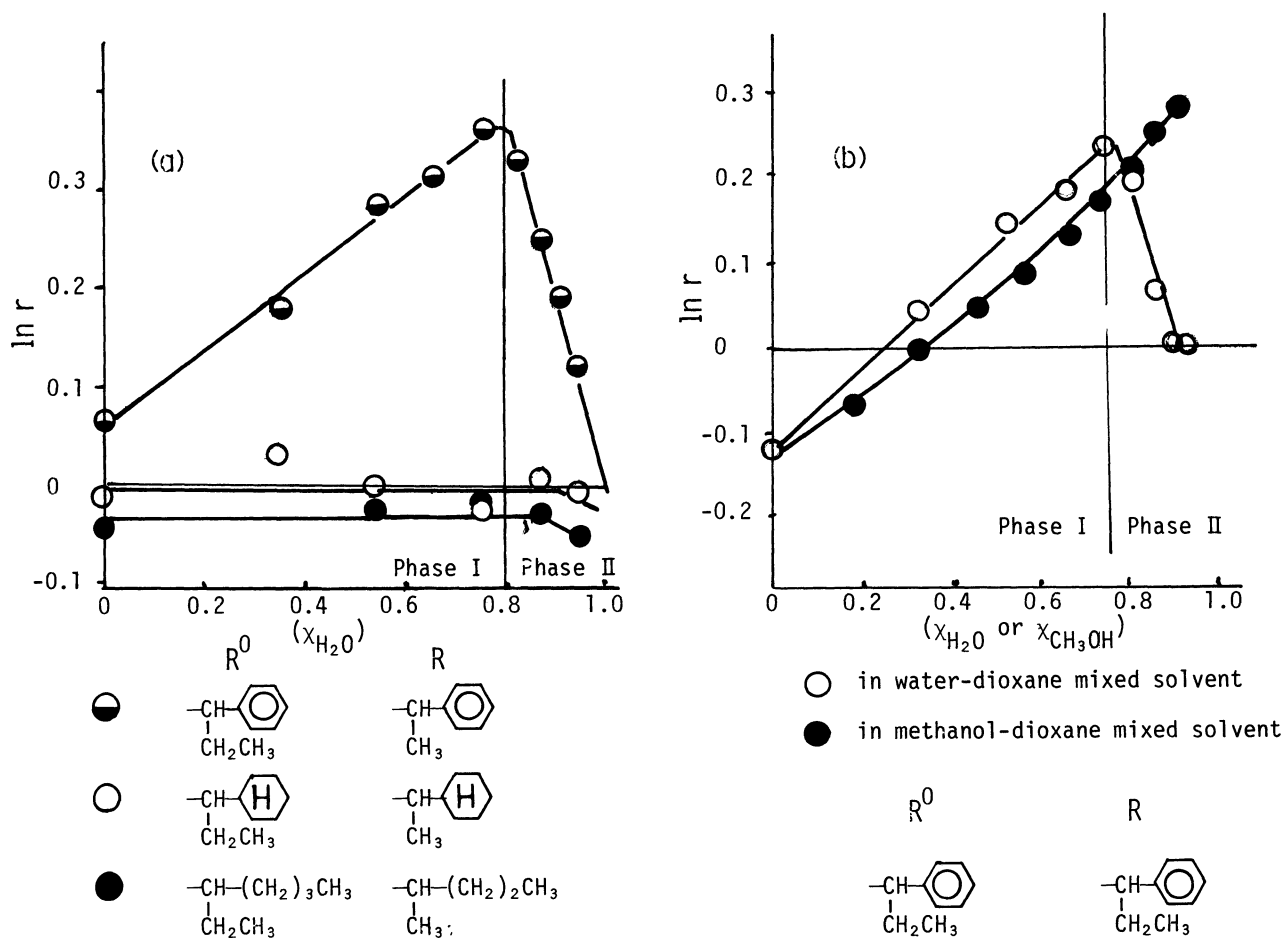 (a)
ln r
0.3
0.2
0.1
0
-0.1
Phase I
Phase II
0 0.2 0.4 0.6 0.8 1.0
(χH₂O)
R⁰ R
-CH- -CH-
CH₂CH₃ CH₃
-CH- H -CH- H
CH₂CH₃ CH₃
-CH-(CH₂)₃CH₃ -CH-(CH₂)₂CH₃
CH₂CH₃ CH₃
(b)
ln r
0.3
0.2
0.1
0
-0.1
-0.2
Phase I
Phase II
0 0.2 0.4 0.6 0.8 1.0
(χH₂O or χCH₃OH)
in water-dioxane mixed solvent
in methanol-dioxane mixed solvent
R⁰ R
-CH- -CH-
CH₂CH₃ CH₂CH₃